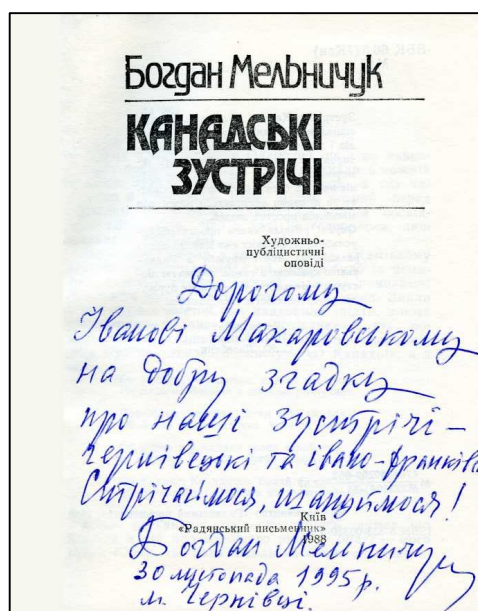 Богдан Мельничук
КАНАДСЬКІ
ЗУСТРІЧІ
Художньо-
публіцистичні
оповіді
Дорогому
Іванові Макаровському
на добру згадку
про наші зустрічі –
чернівецькі та івано-франків
Стрічаймося, шануймося!
Київ
«Радянський письменник»
1988
Богдан Мельничук
30 листопада 1995 р.
м. Чернівці.